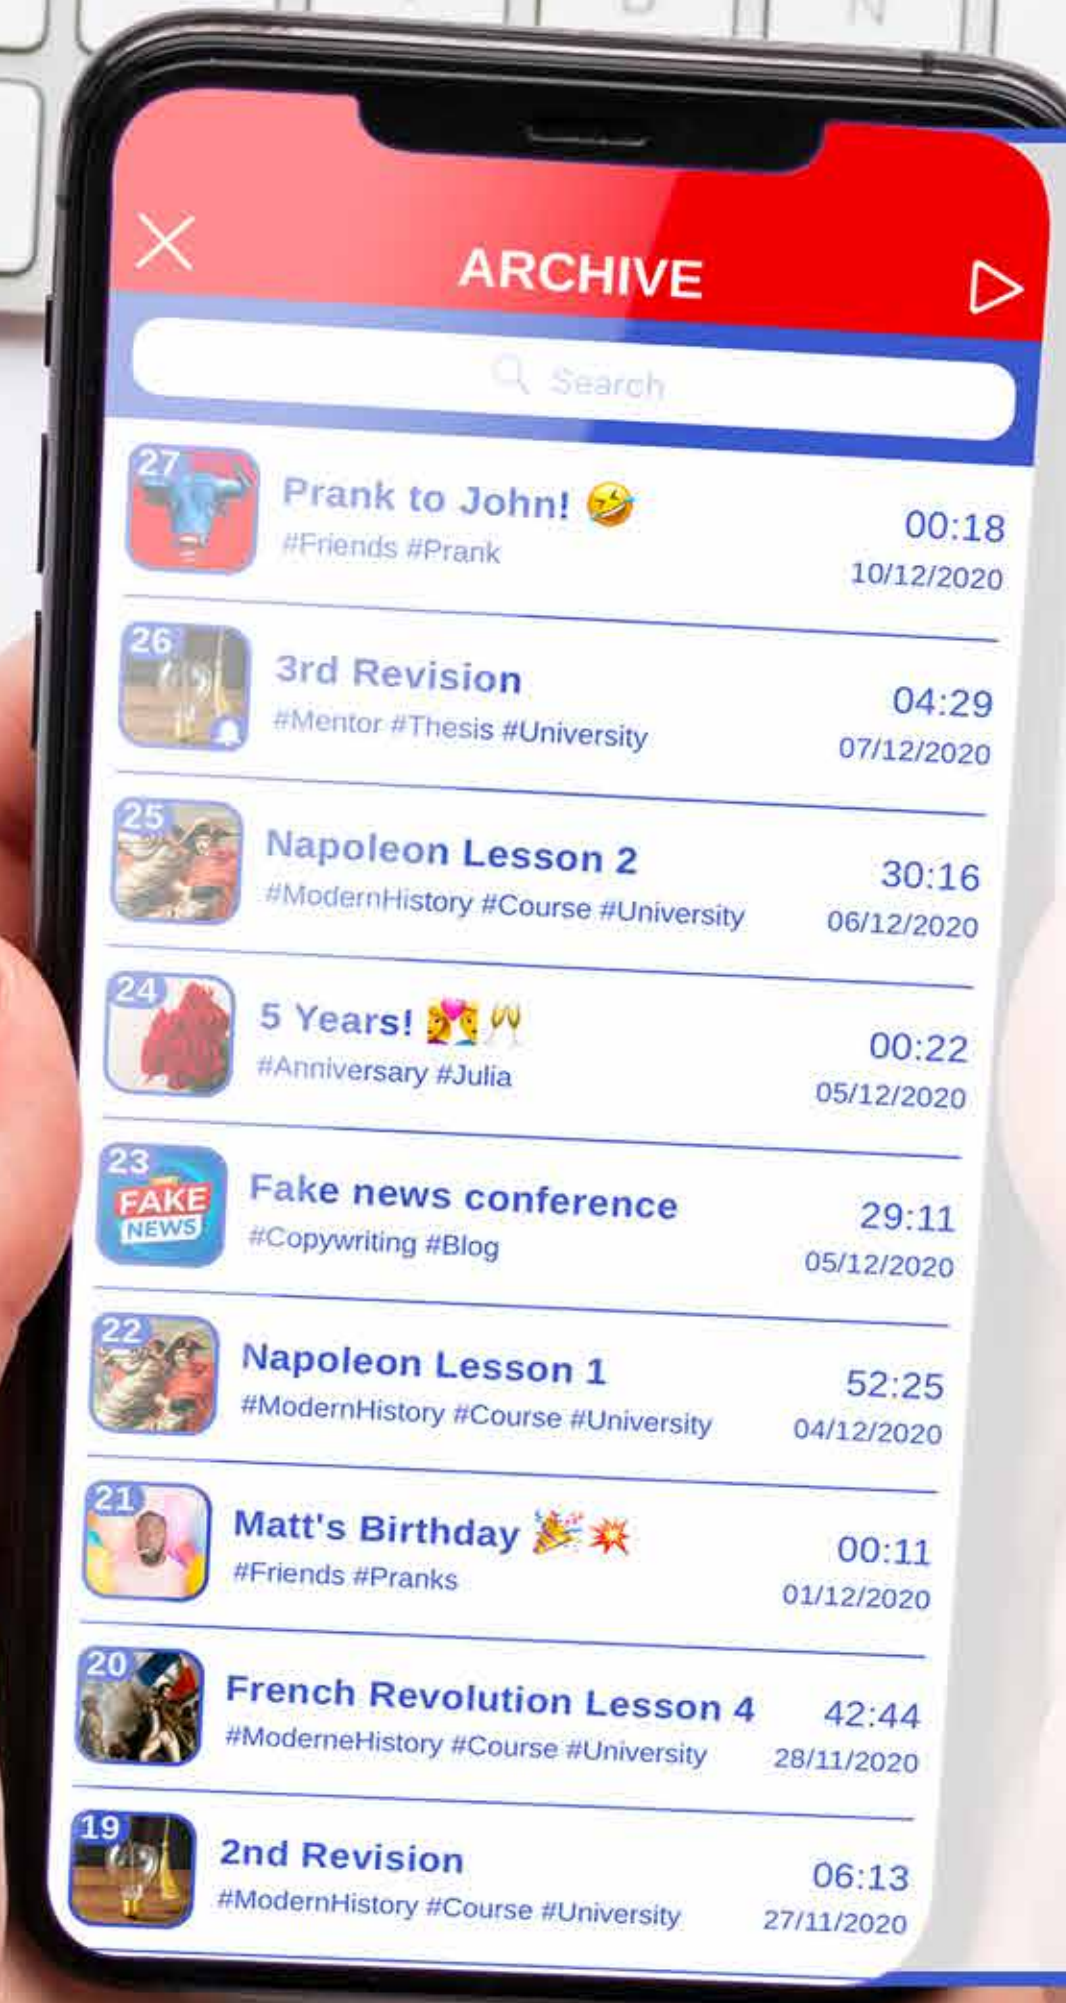 N
ARCHIVE
Search
27
Prank to John! 🤣
00:18
#Friends #Prank
10/12/2020
26
3rd Revision
04:29
#Mentor #Thesis #University
07/12/2020
25
Napoleon Lesson 2
30:16
#ModernHistory #Course #University
06/12/2020
24
5 Years! 💏🥂
00:22
#Anniversary #Julia
05/12/2020
23
FAKE
NEWS
Fake news conference
29:11
#Copywriting #Blog
05/12/2020
22
Napoleon Lesson 1
52:25
#ModernHistory #Course #University
04/12/2020
21
Matt's Birthday 🎉💥
00:11
#Friends #Pranks
01/12/2020
20
French Revolution Lesson 4
42:44
#ModerneHistory #Course #University
28/11/2020
19
2nd Revision
06:13
#ModernHistory #Course #University
27/11/2020